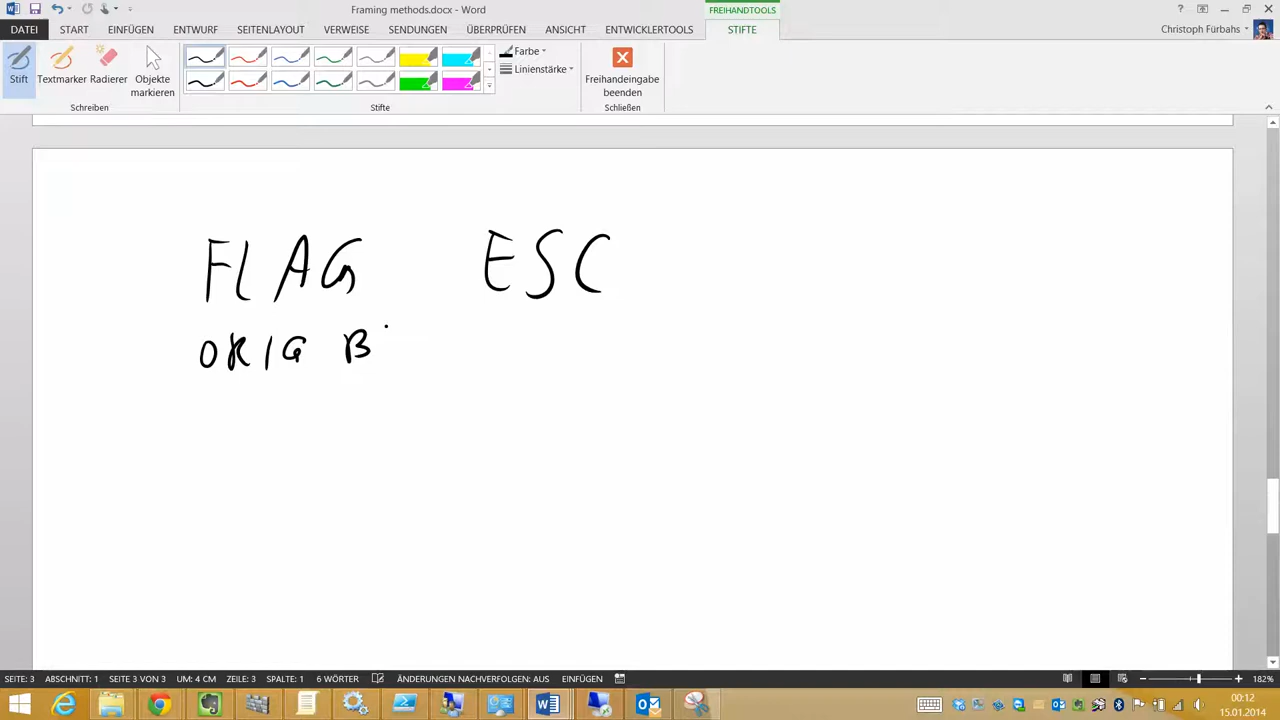 Framing methods.docx - Word
FREIHANDTOOLS
DATEI START EINFÜGEN ENTWURF SEITENLAYOUT VERWEISE SENDUNGEN ÜBERPRÜFEN ANSICHT ENTWICKLERTOOLS STIFTE
Christoph Fürbahs
Stift
Textmarker
Radierer
Objekte markieren
Farbe
Linienstärke
Freihandeingabe beenden
Schreiben
Stifte
Schließen
FLAG ESC
ORIG B
SEITE: 3 ABSCHNITT: 1 SEITE 3 VON 3 UM: 4 CM ZEILE: 3 SPALTE: 1 6 WÖRTER ÄNDERUNGEN NACHVERFOLGEN: AUS EINFÜGEN 182%
00:12
15.01.2014